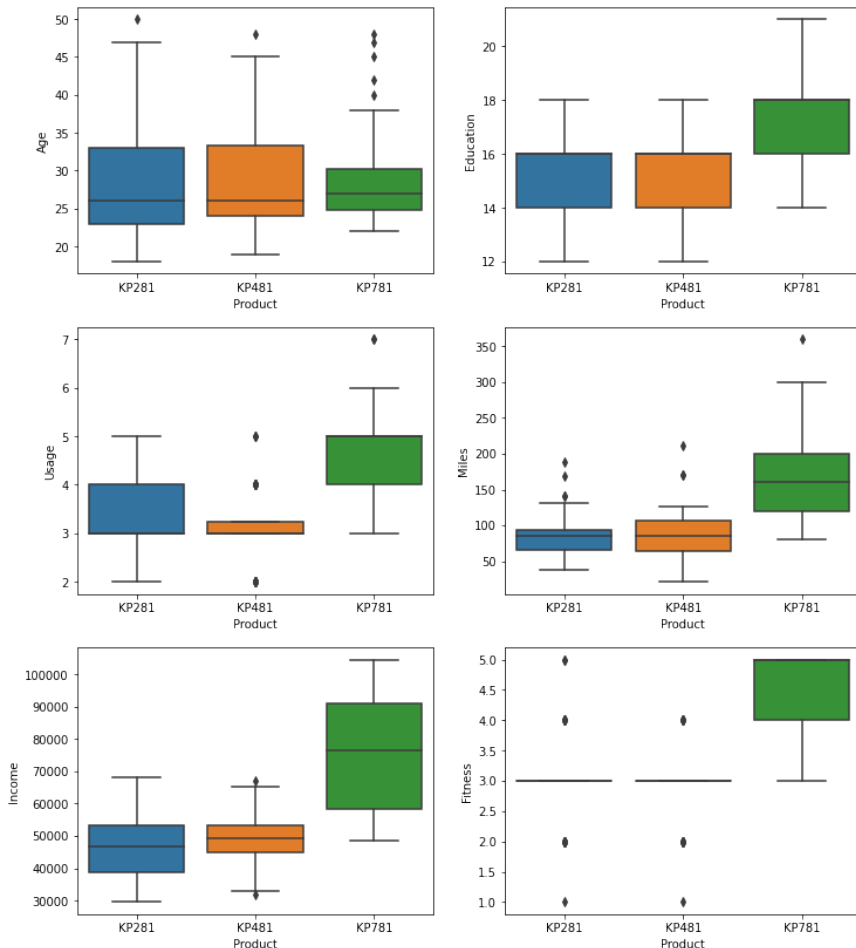 Age
50
45
40
35
30
25
20
KP281 KP481 KP781
Product
Education
20
18
16
14
12
KP281 KP481 KP781
Product
Usage
7
6
5
4
3
2
KP281 KP481 KP781
Product
Miles
350
300
250
200
150
100
50
KP281 KP481 KP781
Product
Income
100000
90000
80000
70000
60000
50000
40000
30000
KP281 KP481 KP781
Product
Fitness
5.0
4.5
4.0
3.5
3.0
2.5
2.0
1.5
1.0
KP281 KP481 KP781
Product